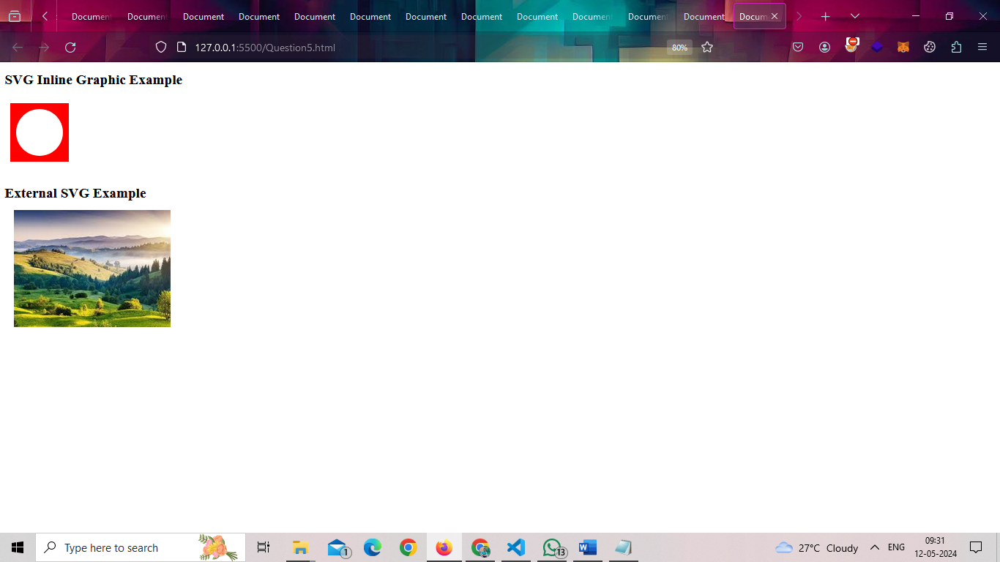 Document Document Document Document Document Document Document Document Document Document Document Document Docum
127.0.0.1:5500/Question5.html 80%
SVG Inline Graphic Example
External SVG Example
Type here to search 1 13 27°C Cloudy ENG 09:31
12-05-2024